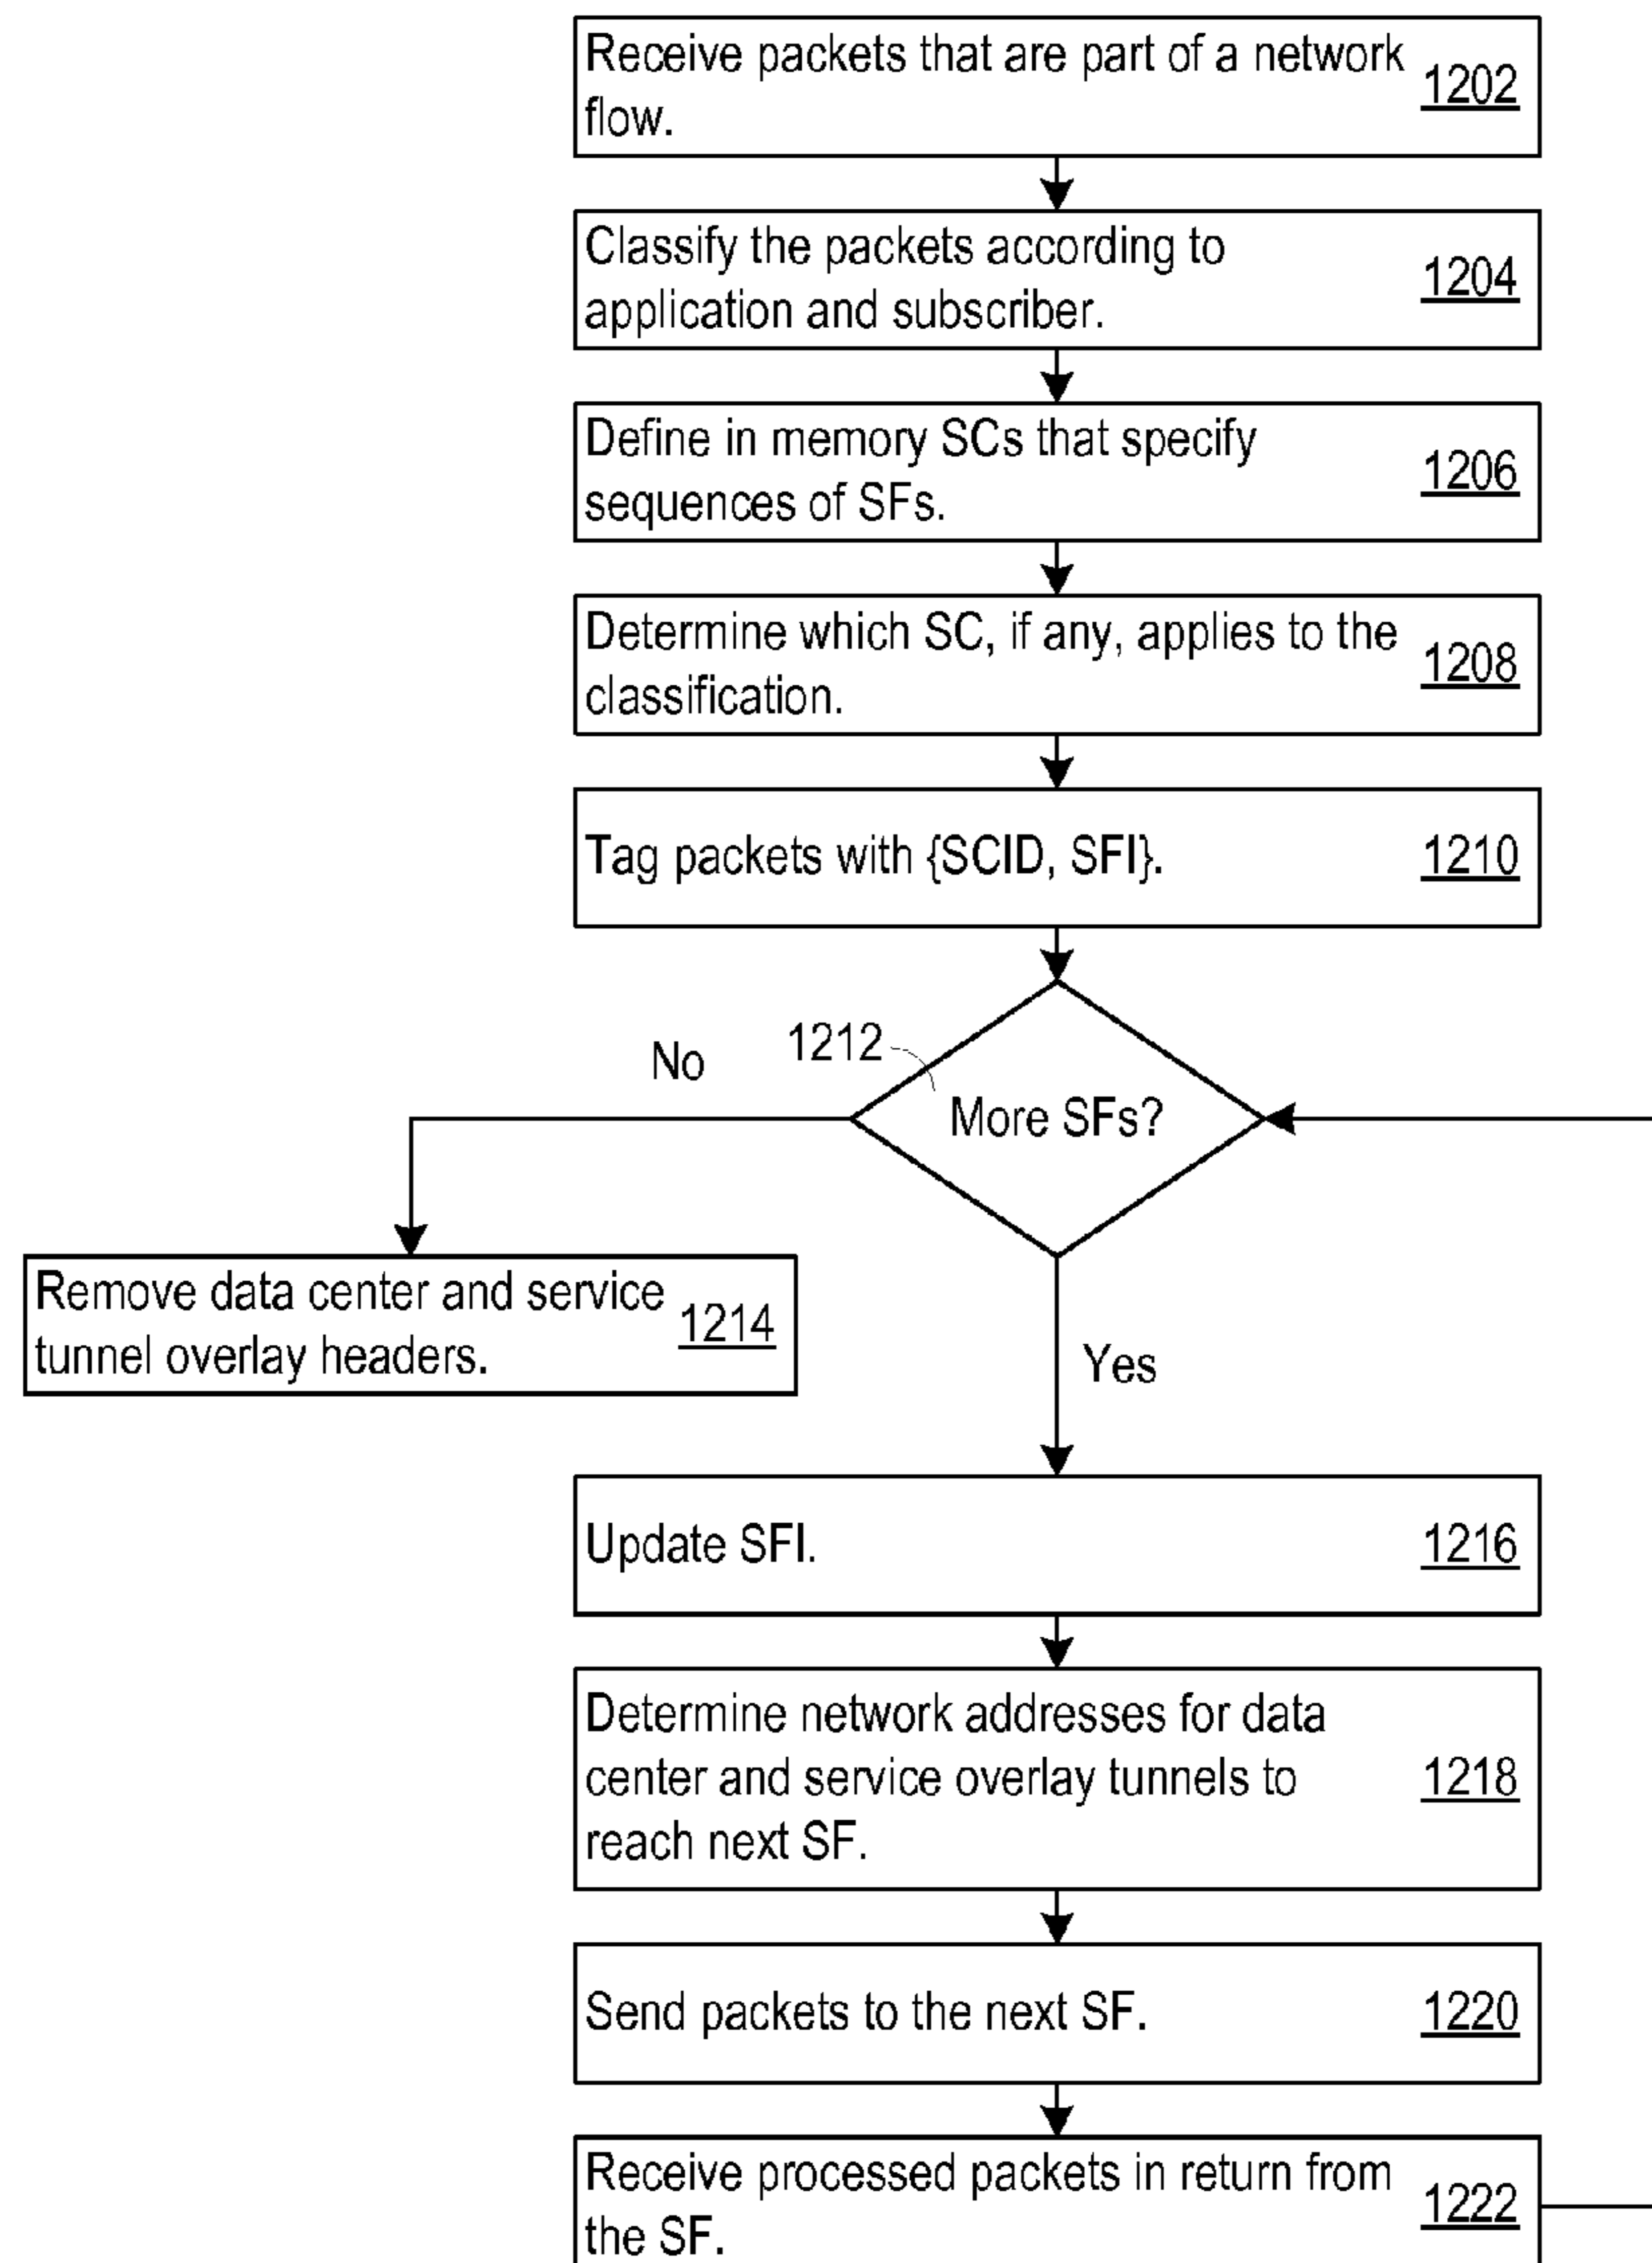 Receive packets that are part of a network
flow.
1202
Classify the packets according to
application and subscriber.
1204
Define in memory SCs that specify
sequences of SFs.
1206
Determine which SC, if any, applies to the
classification.
1208
Tag packets with {SCID, SFI}.
1210
No
1212
More SFs?
Remove data center and service
tunnel overlay headers.
1214
Yes
Update SFI.
1216
Determine network addresses for data
center and service overlay tunnels to
reach next SF.
1218
Send packets to the next SF.
1220
Receive processed packets in return from
the SF.
1222